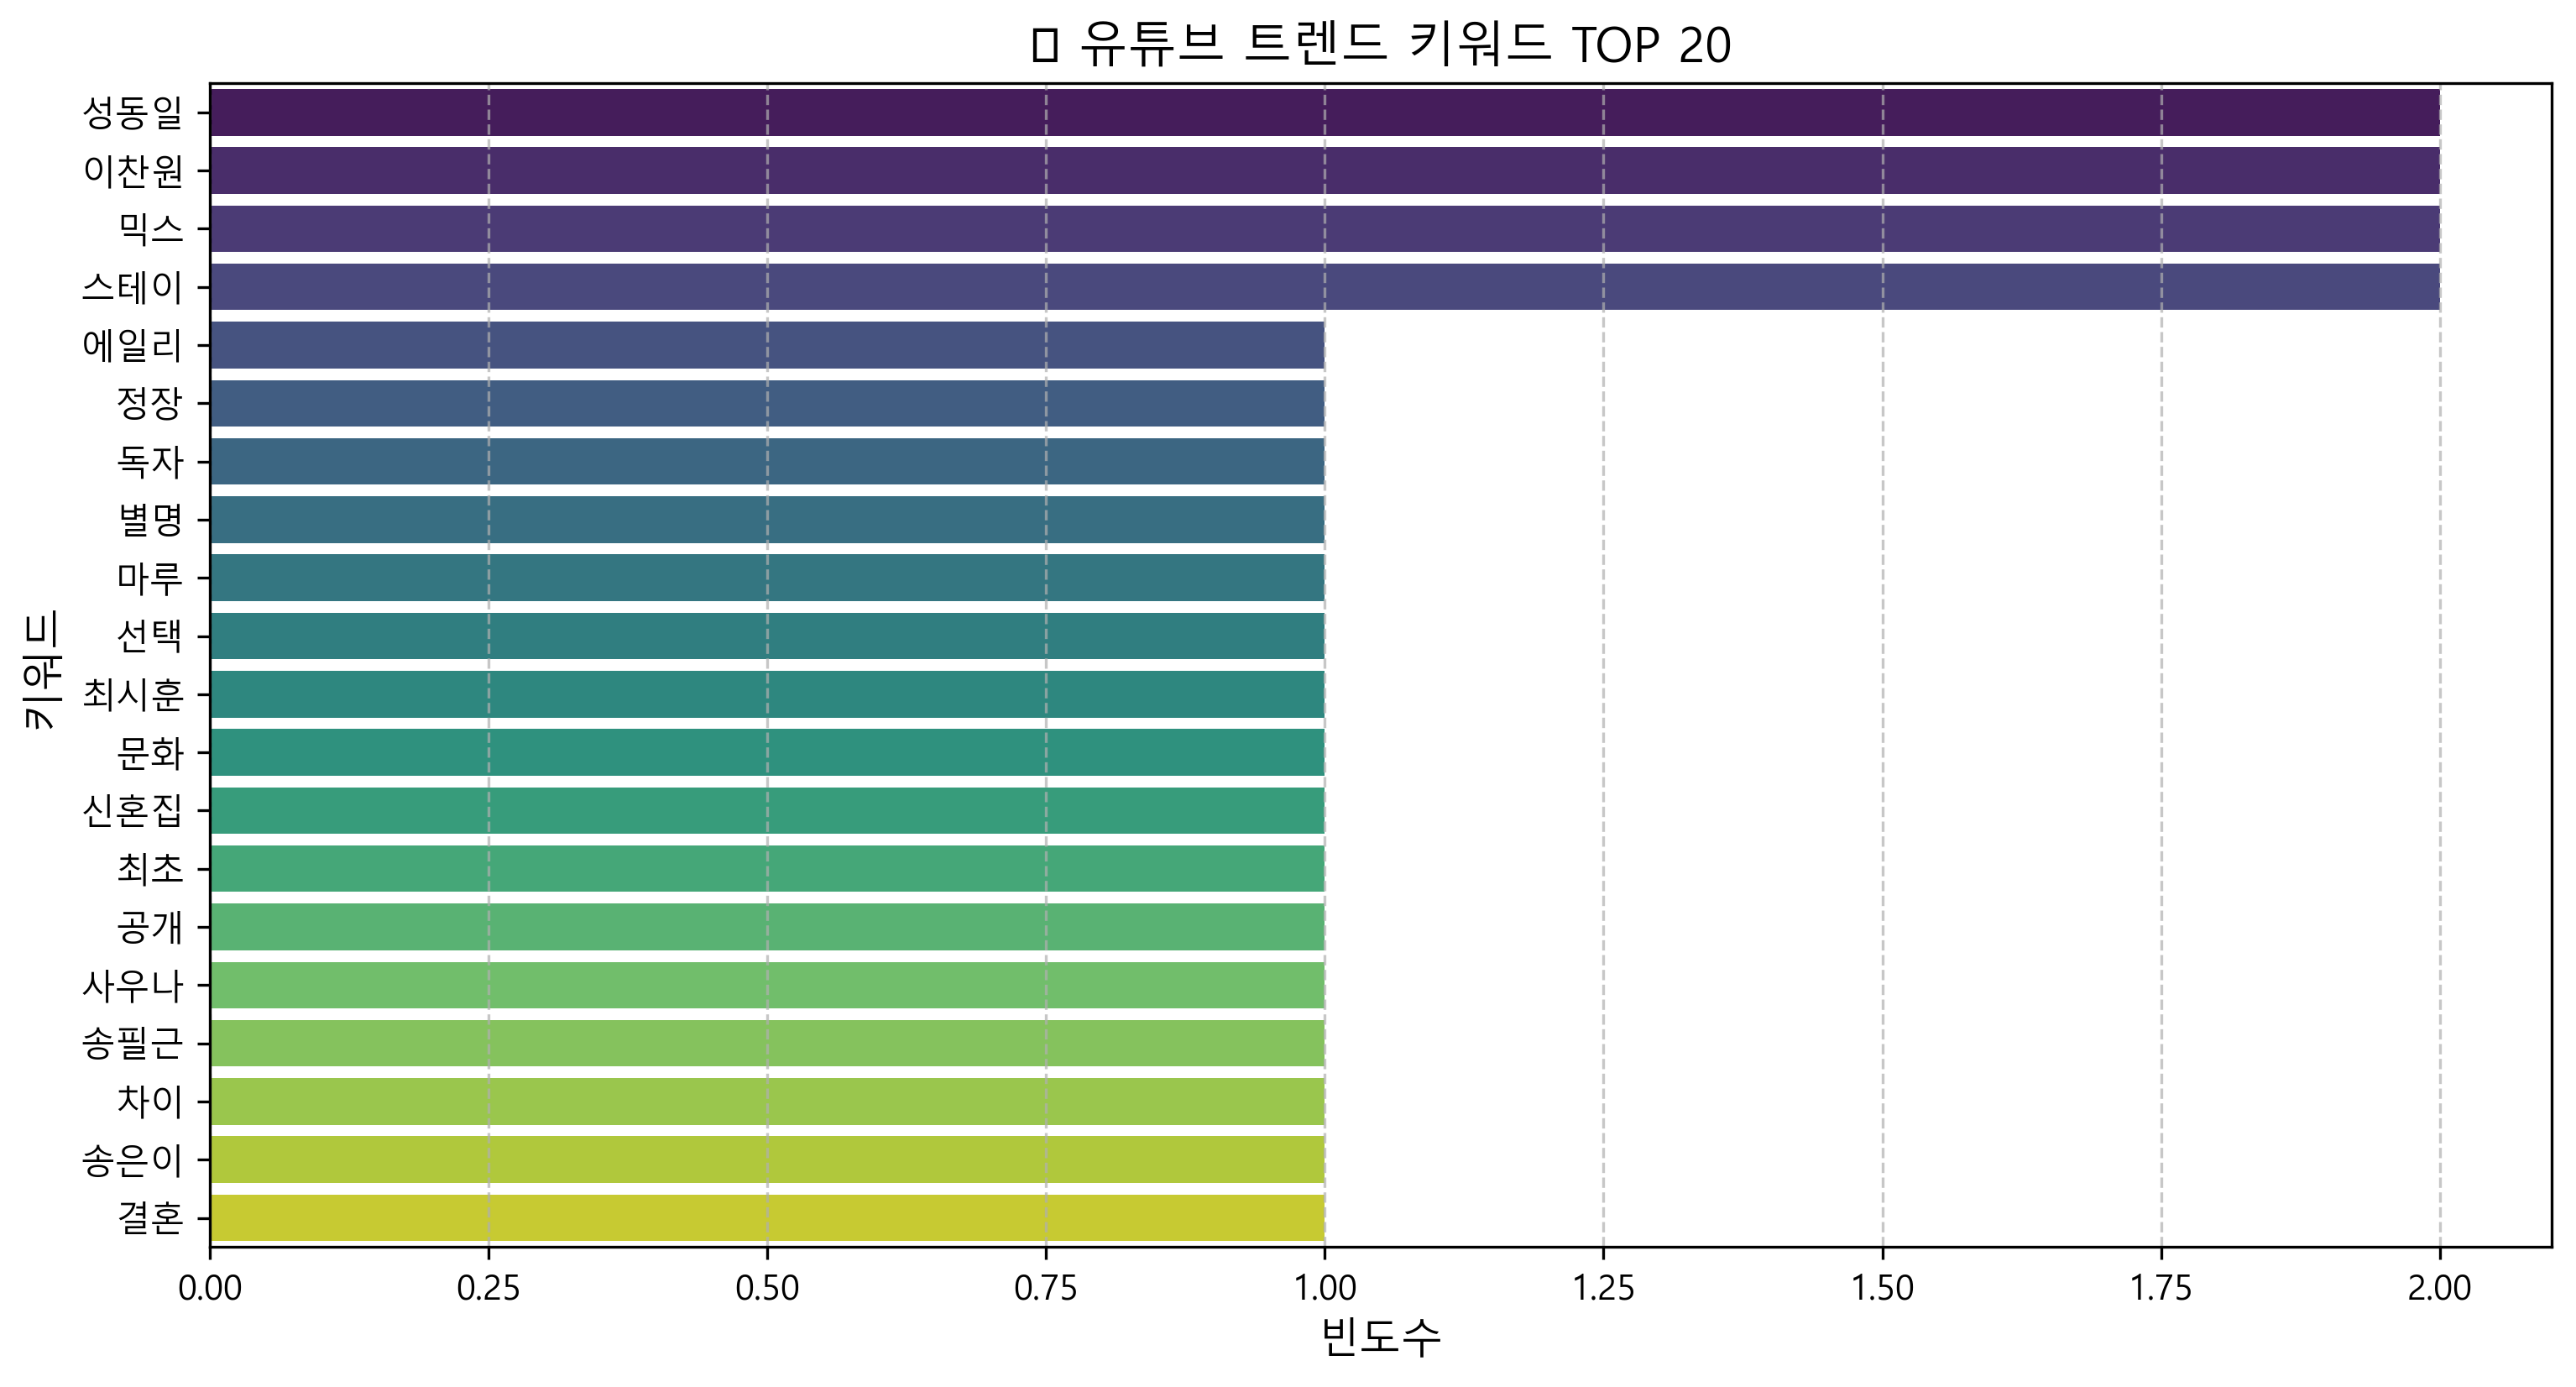 유튜브 트렌드 키워드 TOP 20
성동일
이찬원
믹스
스테이
에일리
정장
독자
별명
마루
선택
최시훈
문화
신혼집
최초
공개
사우나
송필근
차이
송은이
결혼
키워드
0.00 0.25 0.50 0.75 1.00 1.25 1.50 1.75 2.00
빈도수